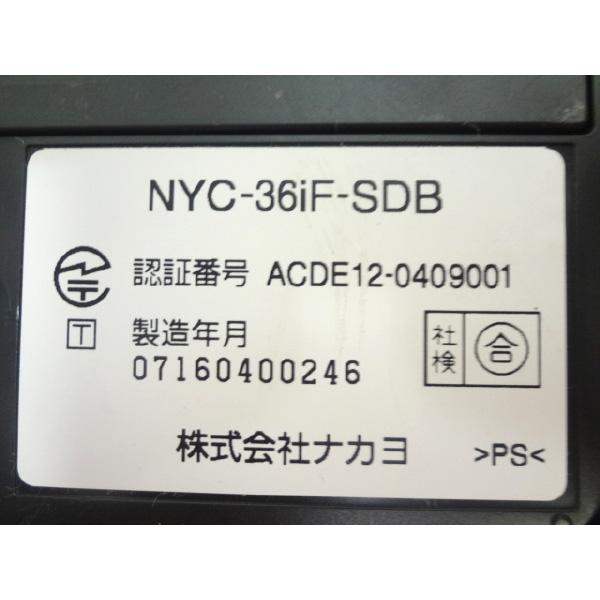 NYC-36iF-SDB
認証番号 ACDE12-0409001
T 製造年月
07160400246
社検 合
株式会社ナカヨ >PS<